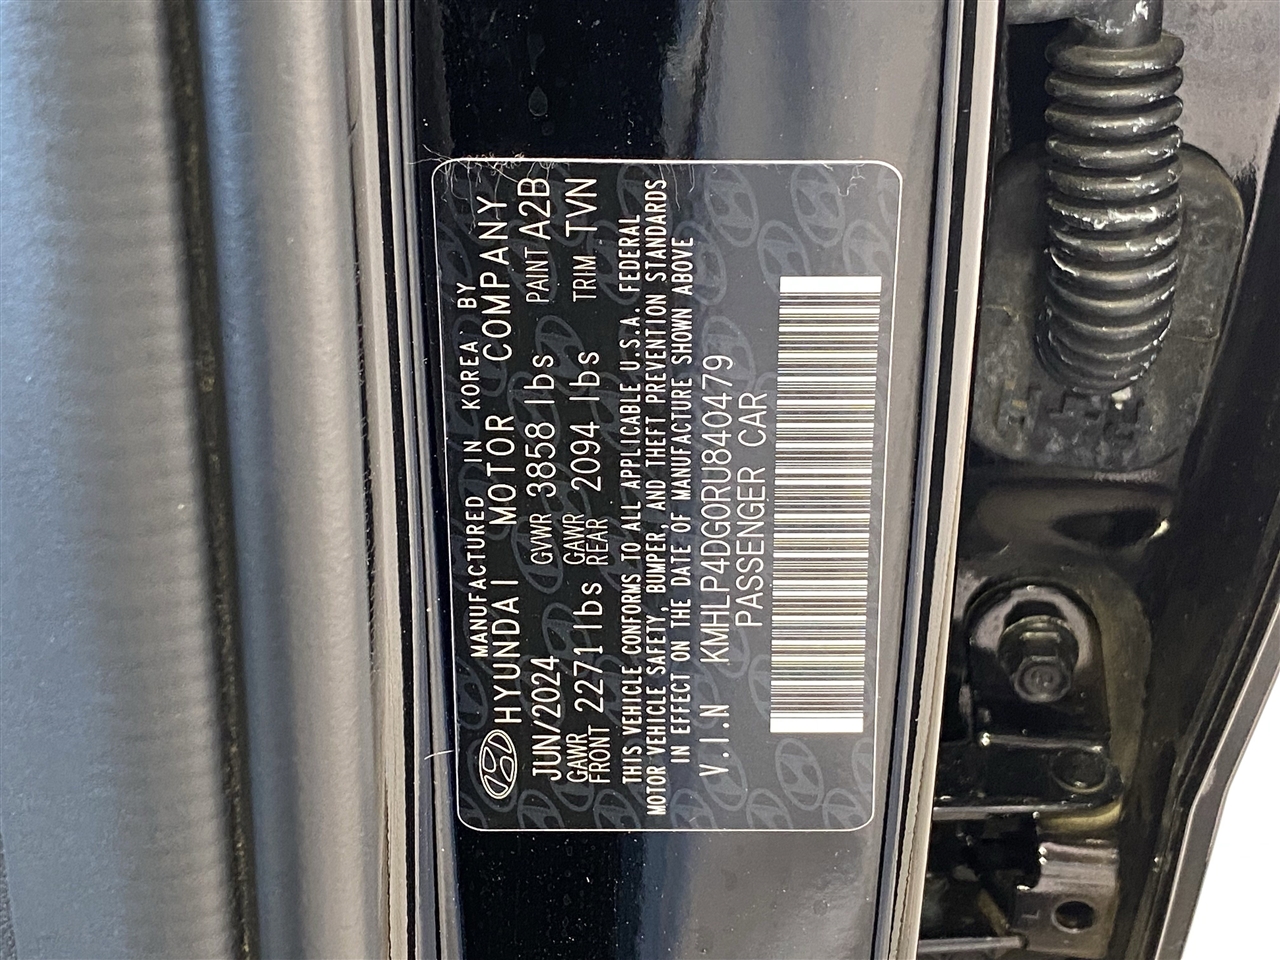 MANUFACTURED IN KOREA BY
HYUNDAI MOTOR COMPANY
JUN/2024 GVWR 3858 lbs PAINT A2B
GAWR FRONT 2271 lbs GAWR REAR 2094 lbs TRIM TVN
THIS VEHICLE CONFORMS TO ALL APPLICABLE U.S.A. FEDERAL
MOTOR VEHICLE SAFETY, BUMPER, AND THEFT PREVENTION STANDARDS
IN EFFECT ON THE DATE OF MANUFACTURE SHOWN ABOVE
V.I.N KMHLP4DG0RU840479
PASSENGER CAR